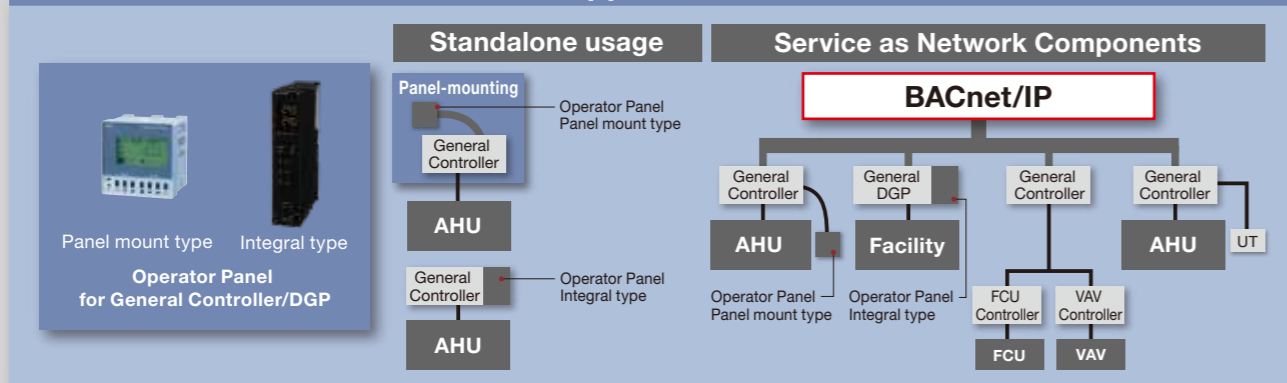 Panel mount type
Integral type
Operator Panel
for General Controller/DGP
Standalone usage
Panel-mounting
Operator Panel
Panel mount type
General
Controller
AHU
General
Controller
Operator Panel
Integral type
AHU
Service as Network Components
BACnet/IP
General
Controller
AHU
Operator Panel
Panel mount type
General
DGP
Facility
Operator Panel
Integral type
General
Controller
FCU
Controller
FCU
VAV
Controller
VAV
General
Controller
AHU
UT